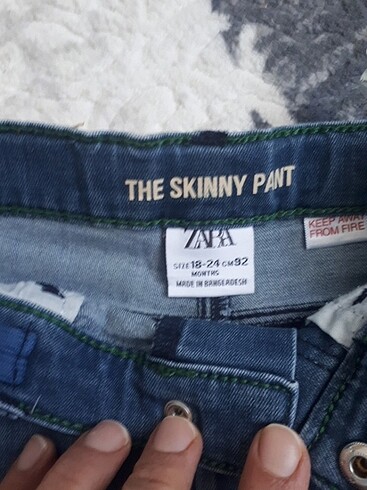 THE SKINNY PANT
ZARA
SIZE 18-24 CM 92
MONTHS
MADE IN BANGLADESH
KEEP AWAY
FROM FIRE